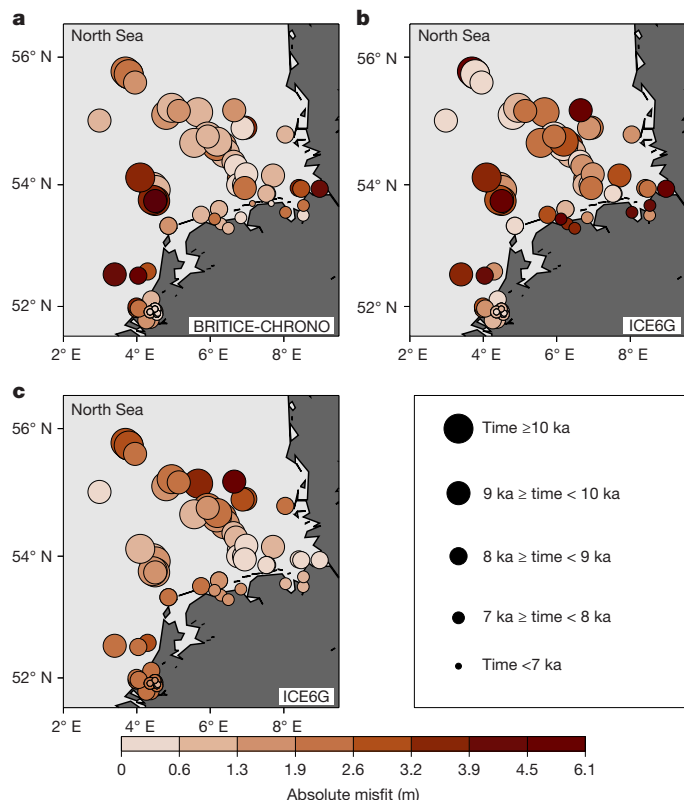 a
b
North Sea
North Sea
56° N
56° N
54° N
54° N
52° N
52° N
BRITICE-CHRONO
ICE6G
2° E
4° E
6° E
8° E
2° E
4° E
6° E
8° E
c
North Sea
56° N
54° N
52° N
ICE6G
2° E
4° E
6° E
8° E
Time ≥10 ka
9 ka ≥ time < 10 ka
8 ka ≥ time < 9 ka
7 ka ≥ time < 8 ka
Time <7 ka
0 0.6 1.3 1.9 2.6 3.2 3.9 4.5 6.1
Absolute misfit (m)